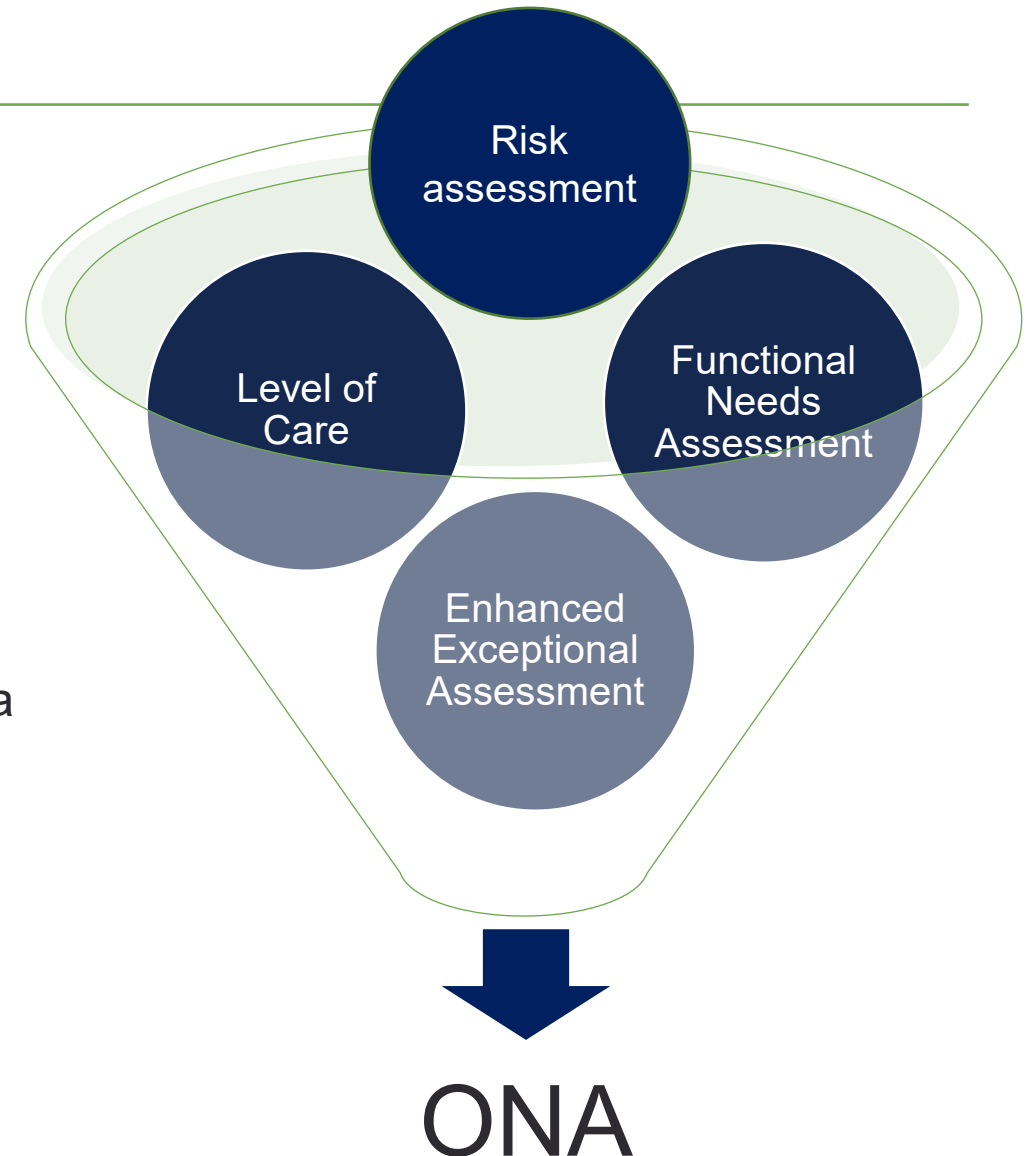 Risk
assessment
Level of
Care
Functional
Needs
Assessment
Enhanced
Exceptional
Assessment
a
ONA